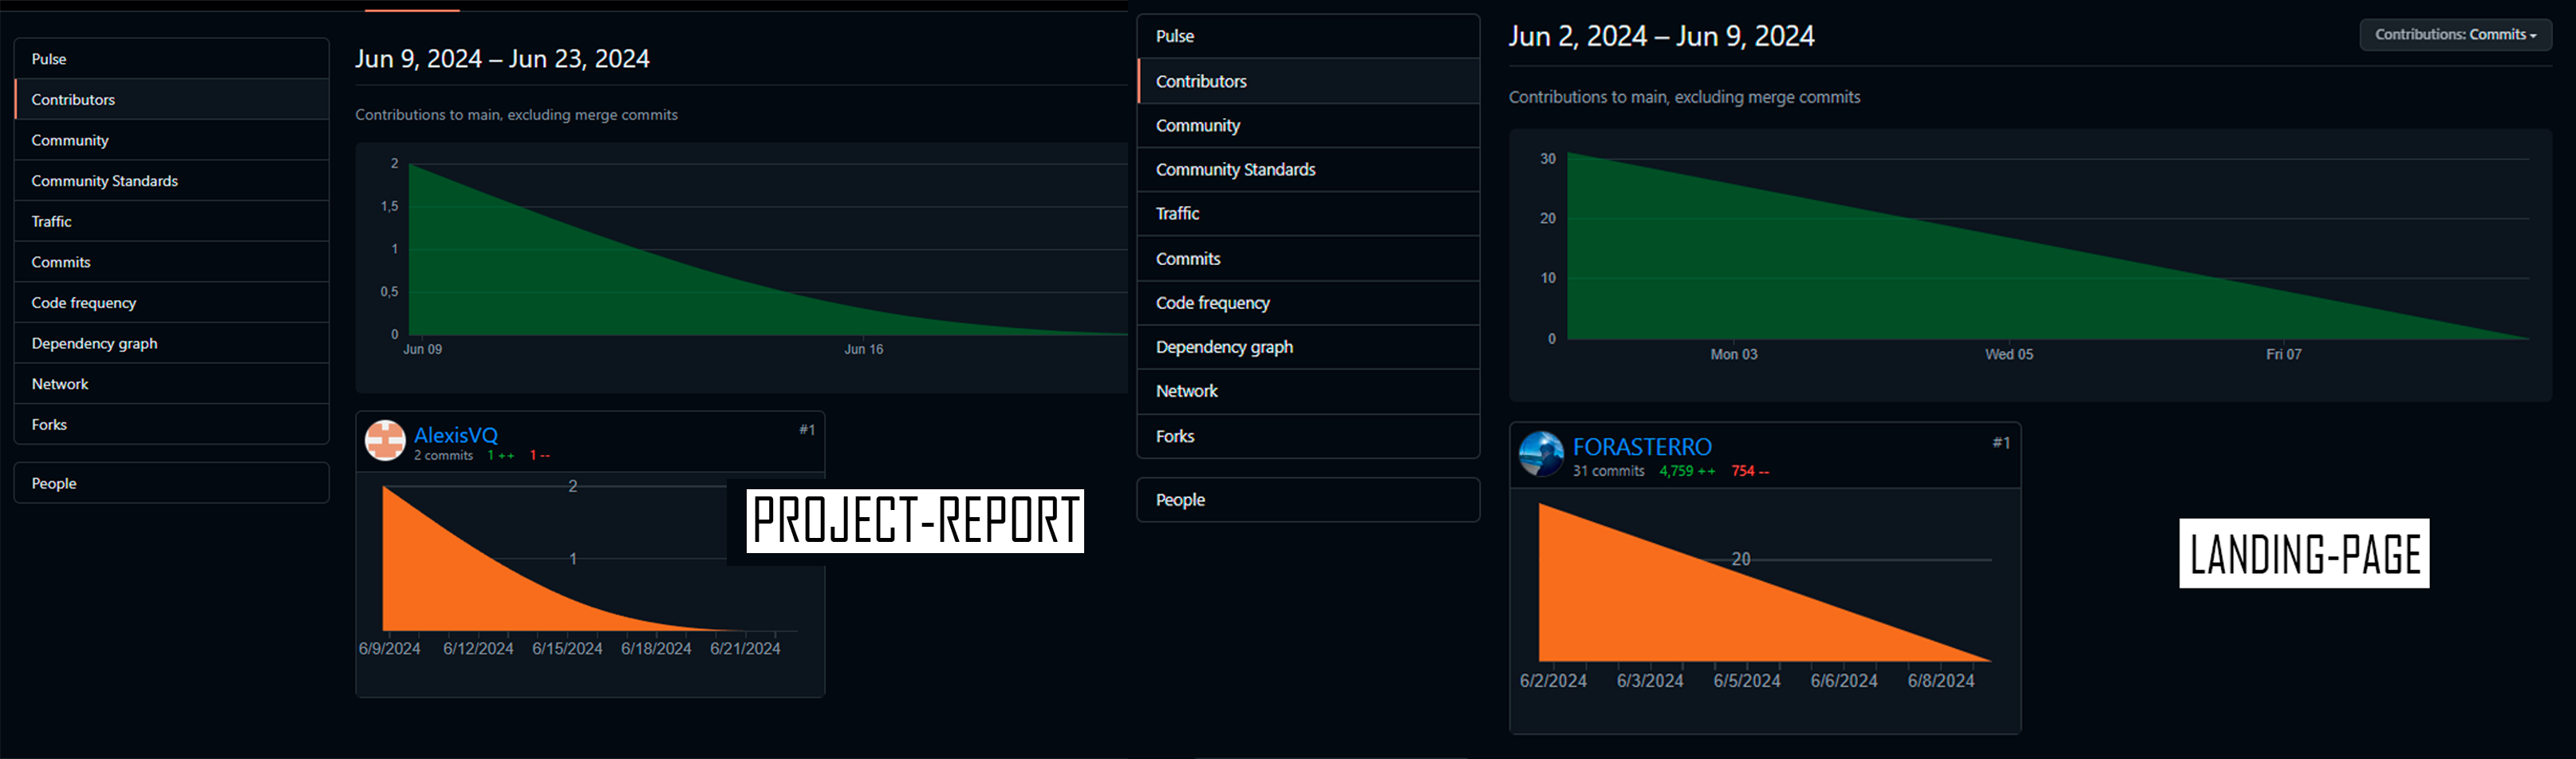 Pulse
Contributors
Community
Community Standards
Traffic
Commits
Code frequency
Dependency graph
Network
Forks
People
Jun 9, 2024 – Jun 23, 2024
Contributions to main, excluding merge commits
2
1,5
1
0,5
0
Jun 09 Jun 16
AlexisVQ #1
2 commits 1 ++ 1 --
2
1
6/9/2024 6/12/2024 6/15/2024 6/18/2024 6/21/2024
PROJECT-REPORT
Pulse
Contributors
Community
Community Standards
Traffic
Commits
Code frequency
Dependency graph
Network
Forks
People
Jun 2, 2024 – Jun 9, 2024
Contributions: Commits
Contributions to main, excluding merge commits
30
20
10
0
Mon 03 Wed 05 Fri 07
FORASTERRO #1
31 commits 4,759 ++ 754 --
20
6/2/2024 6/3/2024 6/5/2024 6/6/2024 6/8/2024
LANDING-PAGE